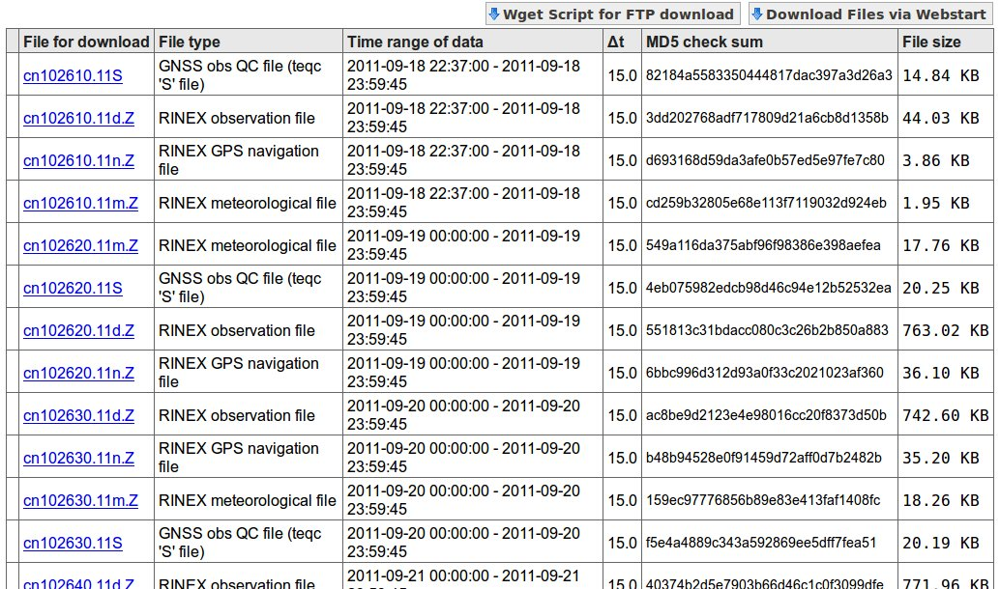 Wget Script for FTP download Download Files via Webstart
File for download File type Time range of data Δt MD5 check sum File size
cn102610.11S GNSS obs QC file (teqc 'S' file) 2011-09-18 22:37:00 - 2011-09-18 23:59:45 15.0 82184a5583350444817dac397a3d26a3 14.84 KB
cn102610.11d.Z RINEX observation file 2011-09-18 22:37:00 - 2011-09-18 23:59:45 15.0 3dd202768adf717809d21a6cb8d1358b 44.03 KB
cn102610.11n.Z RINEX GPS navigation file 2011-09-18 22:37:00 - 2011-09-18 23:59:45 15.0 d693168d59da3afe0b57ed5e97fe7c80 3.86 KB
cn102610.11m.Z RINEX meteorological file 2011-09-18 22:37:00 - 2011-09-18 23:59:45 15.0 cd259b32805e68e113f7119032d924eb 1.95 KB
cn102620.11m.Z RINEX meteorological file 2011-09-19 00:00:00 - 2011-09-19 23:59:45 15.0 549a116da375abf96f98386e398aefea 17.76 KB
cn102620.11S GNSS obs QC file (teqc 'S' file) 2011-09-19 00:00:00 - 2011-09-19 23:59:45 15.0 4eb075982edcb98d46c94e12b52532ea 20.25 KB
cn102620.11d.Z RINEX observation file 2011-09-19 00:00:00 - 2011-09-19 23:59:45 15.0 551813c31bdacc080c3c26b2b850a883 763.02 KB
cn102620.11n.Z RINEX GPS navigation file 2011-09-19 00:00:00 - 2011-09-19 23:59:45 15.0 6bbc996d312d93a0f33c2021023af360 36.10 KB
cn102630.11d.Z RINEX observation file 2011-09-20 00:00:00 - 2011-09-20 23:59:45 15.0 ac8be9d2123e4e98016cc20f8373d50b 742.60 KB
cn102630.11n.Z RINEX GPS navigation file 2011-09-20 00:00:00 - 2011-09-20 23:59:45 15.0 b48b94528e0f91459d72aff0d7b2482b 35.20 KB
cn102630.11m.Z RINEX meteorological file 2011-09-20 00:00:00 - 2011-09-20 23:59:45 15.0 159ec97776856b89e83e413faf1408fc 18.26 KB
cn102630.11S GNSS obs QC file (teqc 'S' file) 2011-09-20 00:00:00 - 2011-09-20 23:59:45 15.0 f5e4a4889c343a592869ee5dff7fea51 20.19 KB
cn102640.11d.Z RINEX observation file 2011-09-21 00:00:00 - 2011-09-21 15.0 40374b2d5e7903b66d46c1c0f3099dfe 771.96 KB